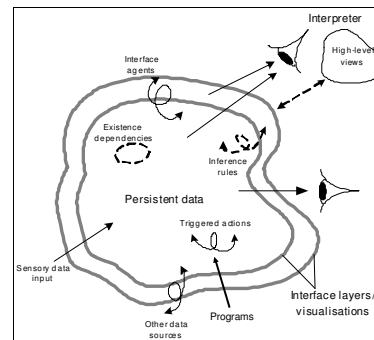 Interpreter
High-level
views
Interface
agents
Existence
dependencies
Inference
rules
Persistent data
Triggered actions
Sensory data
input
Interface layers/
visualisations
Programs
Other data
sources